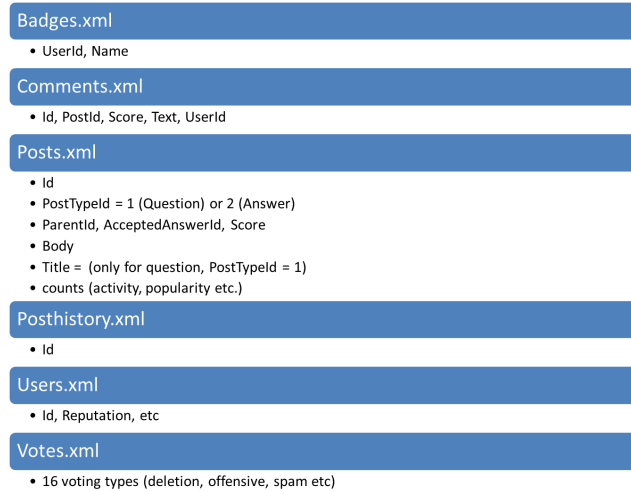 Badges.xml
• UserId, Name
Comments.xml
• Id, PostId, Score, Text, UserId
Posts.xml
• Id
• PostTypeId = 1 (Question) or 2 (Answer)
• ParentId, AcceptedAnswerId, Score
• Body
• Title = (only for question, PostTypeId = 1)
• counts (activity, popularity etc.)
Posthistory.xml
• Id
Users.xml
• Id, Reputation, etc
Votes.xml
• 16 voting types (deletion, offensive, spam etc)